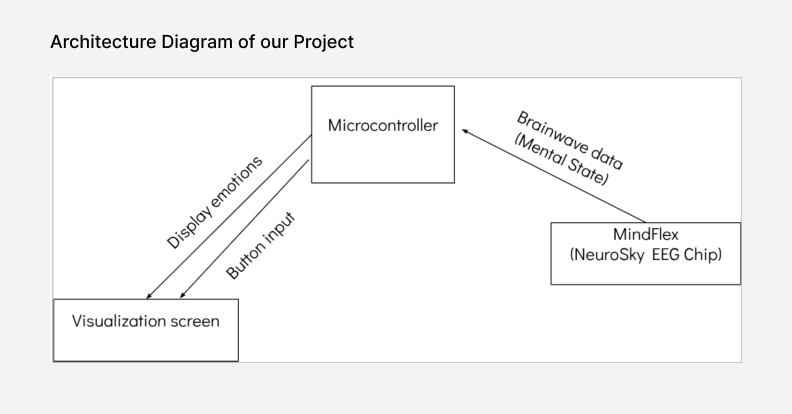 Architecture Diagram of our Project
Microcontroller
Brainwave data
(Mental State)
Display emotions
Button input
MindFlex
(NeuroSky EEG Chip)
Visualization screen